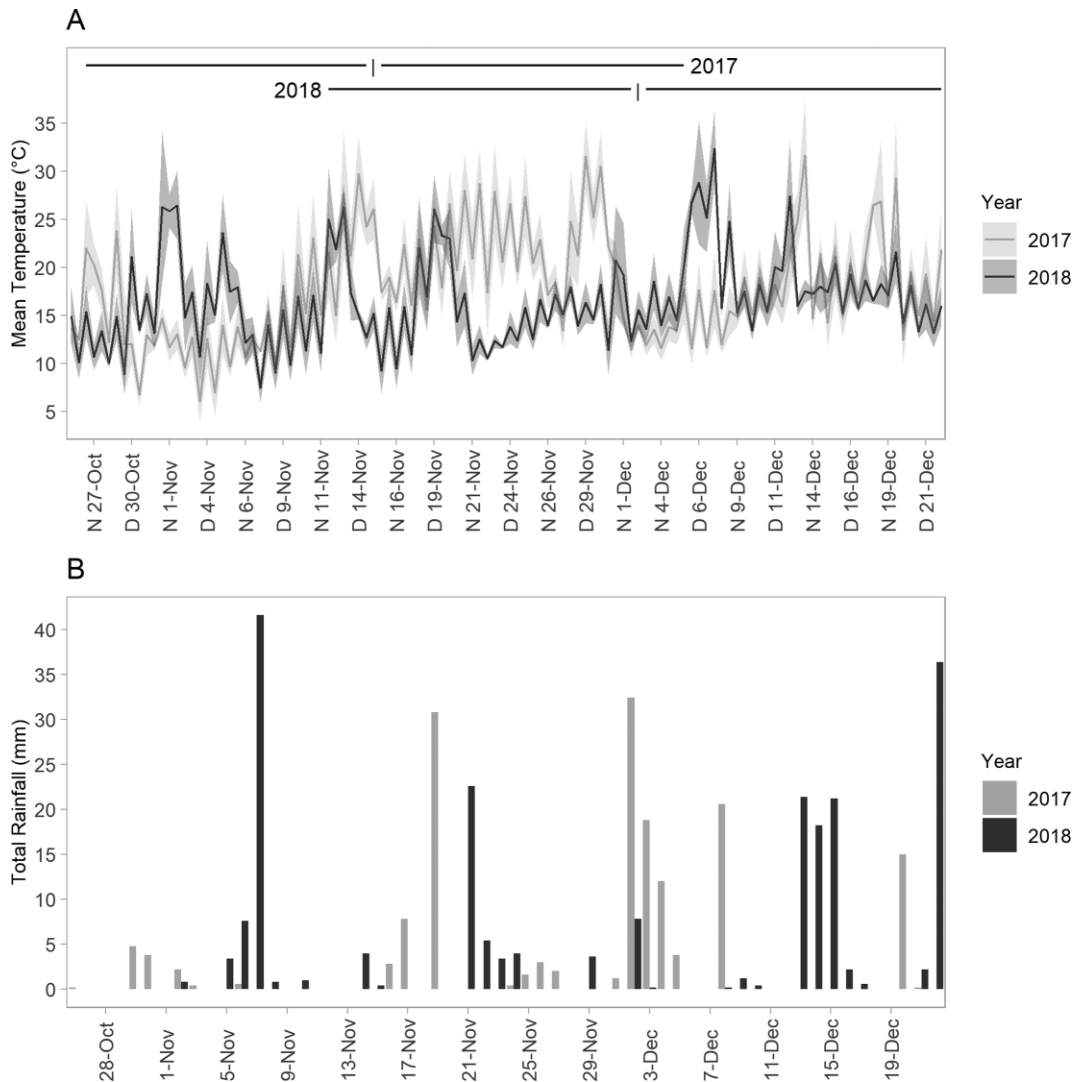 A
2017
2018
Mean Temperature (°C)
35
30
25
20
15
10
5
N 27-Oct
D 30-Oct
N 1-Nov
D 4-Nov
N 6-Nov
D 9-Nov
N 11-Nov
D 14-Nov
N 16-Nov
D 19-Nov
N 21-Nov
D 24-Nov
N 26-Nov
D 29-Nov
N 1-Dec
N 4-Dec
D 6-Dec
N 9-Dec
D 11-Dec
N 14-Dec
D 16-Dec
N 19-Dec
D 21-Dec
Year
2017
2018
B
Total Rainfall (mm)
40
35
30
25
20
15
10
5
0
28-Oct
1-Nov
5-Nov
9-Nov
13-Nov
17-Nov
21-Nov
25-Nov
29-Nov
3-Dec
7-Dec
11-Dec
15-Dec
19-Dec
Year
2017
2018